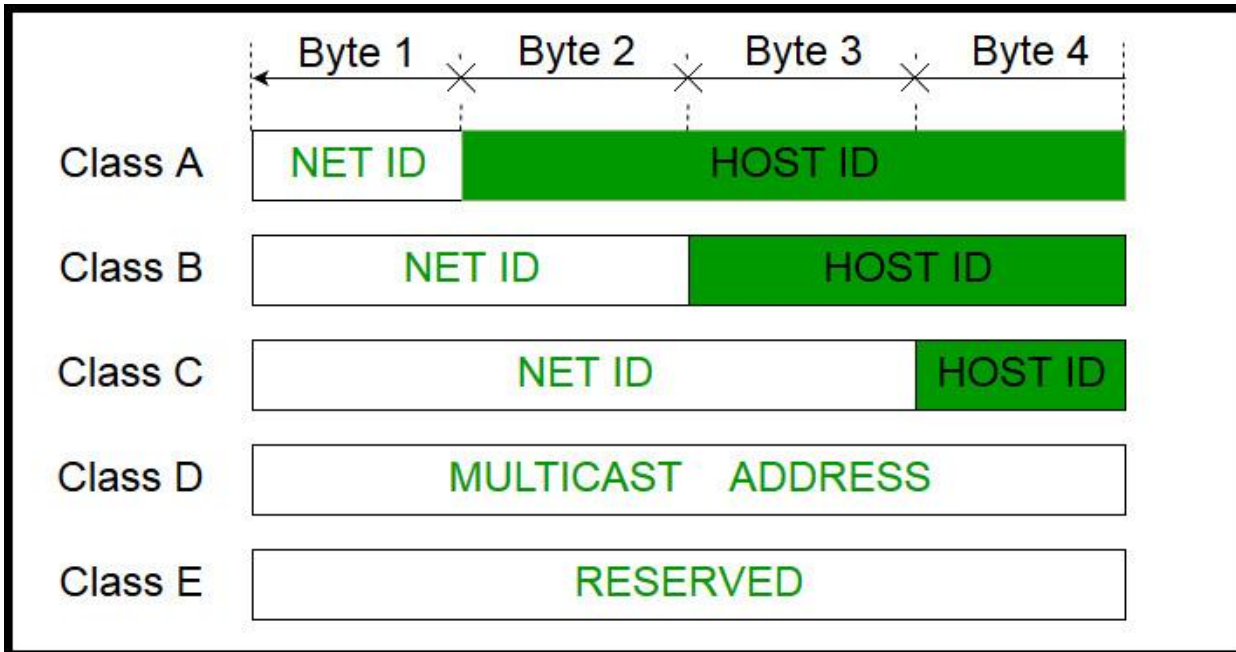 Byte 1 Byte 2 Byte 3 Byte 4
Class A NET ID HOST ID
Class B NET ID HOST ID
Class C NET ID HOST ID
Class D MULTICAST ADDRESS
Class E RESERVED